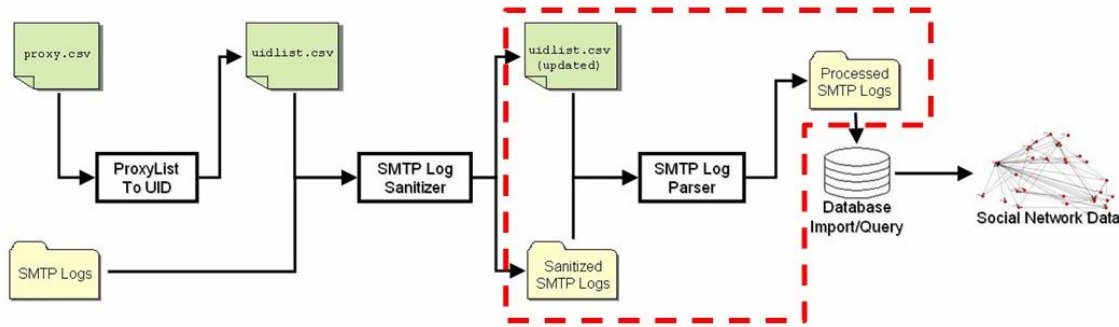 proxy.csv
uidlist.csv
uidlist.csv
(updated)
Processed
SMTP Logs
ProxyList
To UID
SMTP Log
Sanitizer
SMTP Log
Parser
Database
Import/Query
Social Network Data
SMTP Logs
Sanitized
SMTP Logs